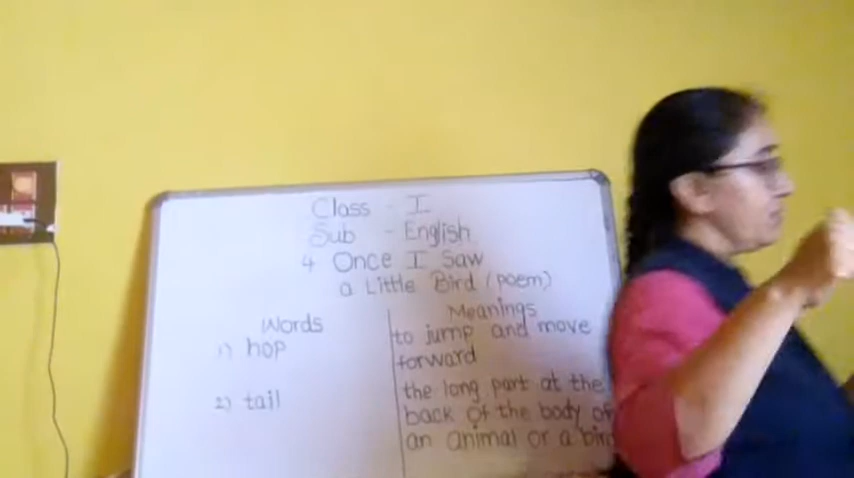 Class - I
Sub - English
4 Once I Saw
a Little Bird (poem)
Words
Meanings
1) hop
to jump and move
forward
2) tail
the long part at the
back of the body of
an animal or a bird